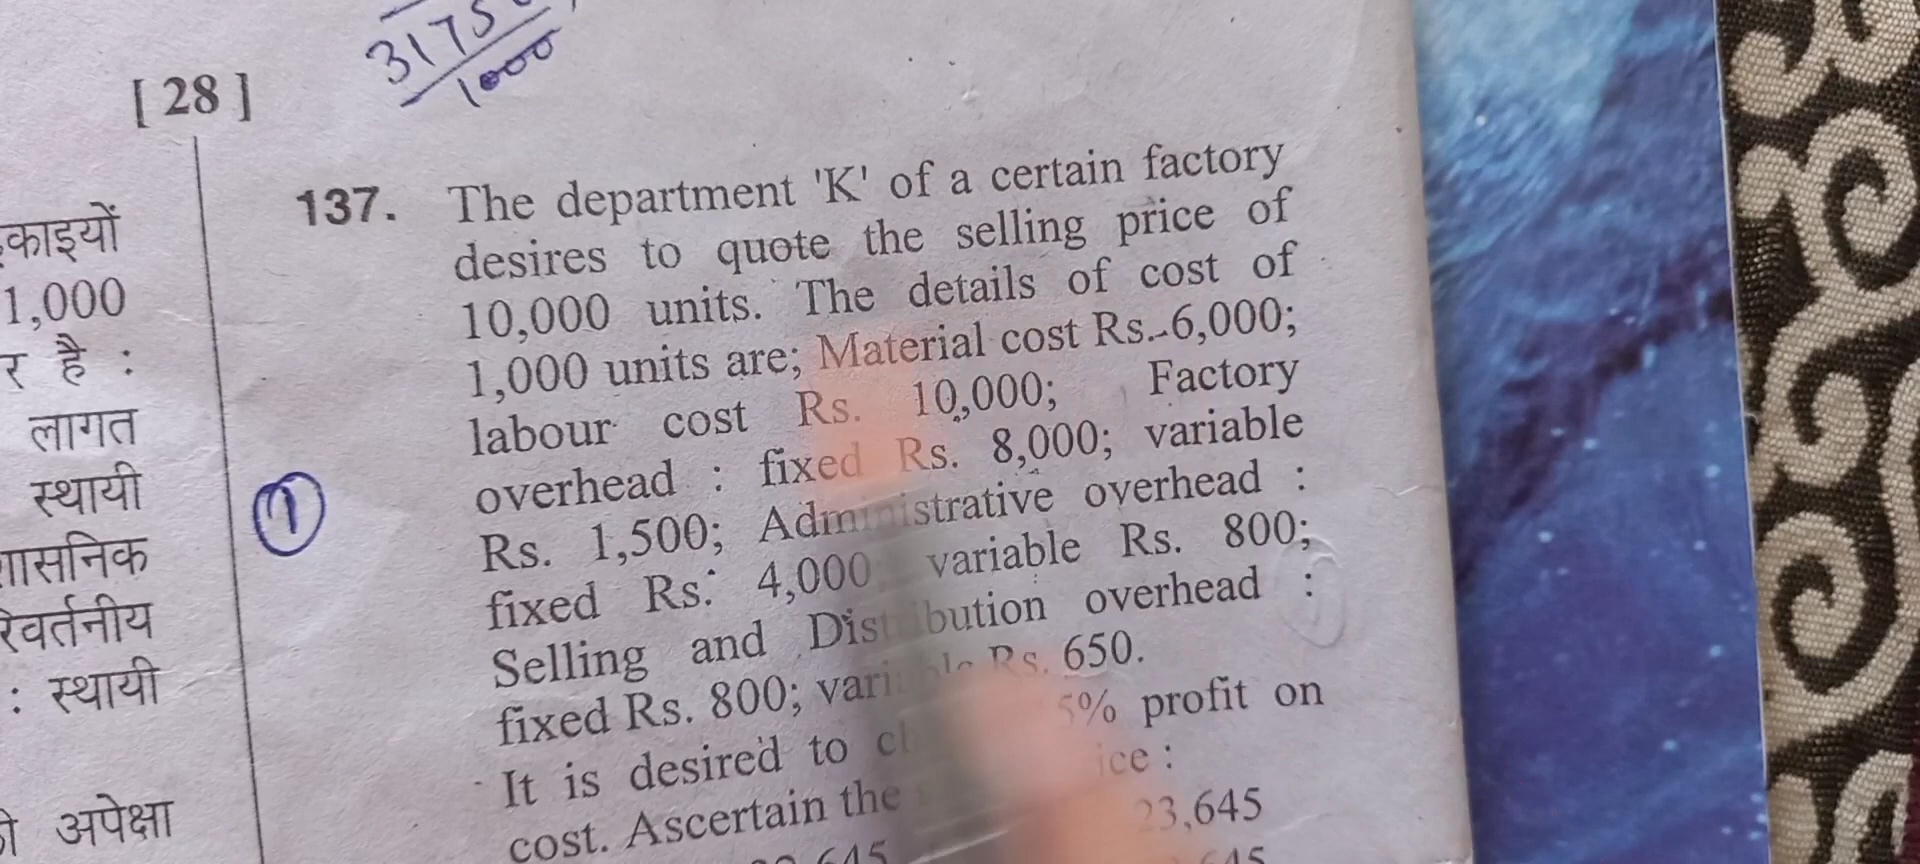 3175
1000
[ 28 ]
काइयों
1,000
र है :
लागत
स्थायी
ासनिक
रिवर्तनीय
: स्थायी
अपेक्षा
1
137. The department 'K' of a certain factory
desires to quote the selling price of
10,000 units. The details of cost of
1,000 units are; Material cost Rs. 6,000;
labour cost Rs. 10,000; Factory
overhead : fixed Rs. 8,000; variable
Rs. 1,500; Administrative overhead :
fixed Rs. 4,000 variable Rs. 800;
Selling and Distribution overhead :
fixed Rs. 800; variable Rs. 650.
It is desired to 5% profit on
cost. Ascertain the
23,645